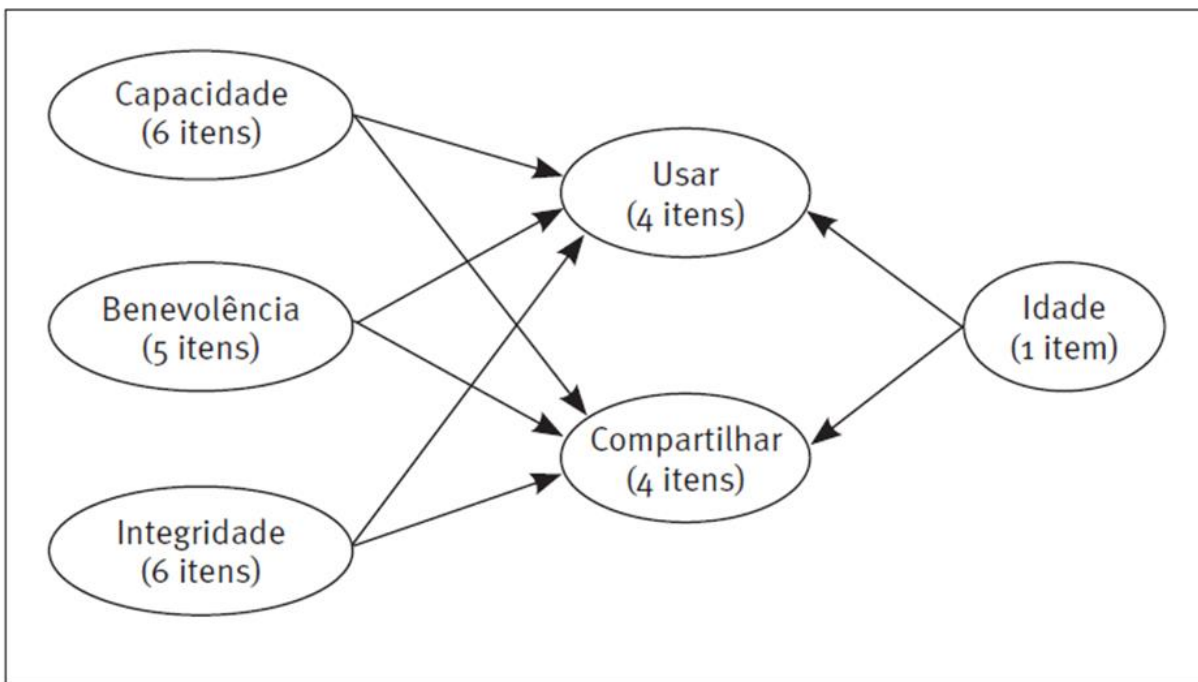 Capacidade
(6 itens)
Usar
(4 itens)
Benevolência
(5 itens)
Idade
(1 item)
Compartilhar
(4 itens)
Integridade
(6 itens)